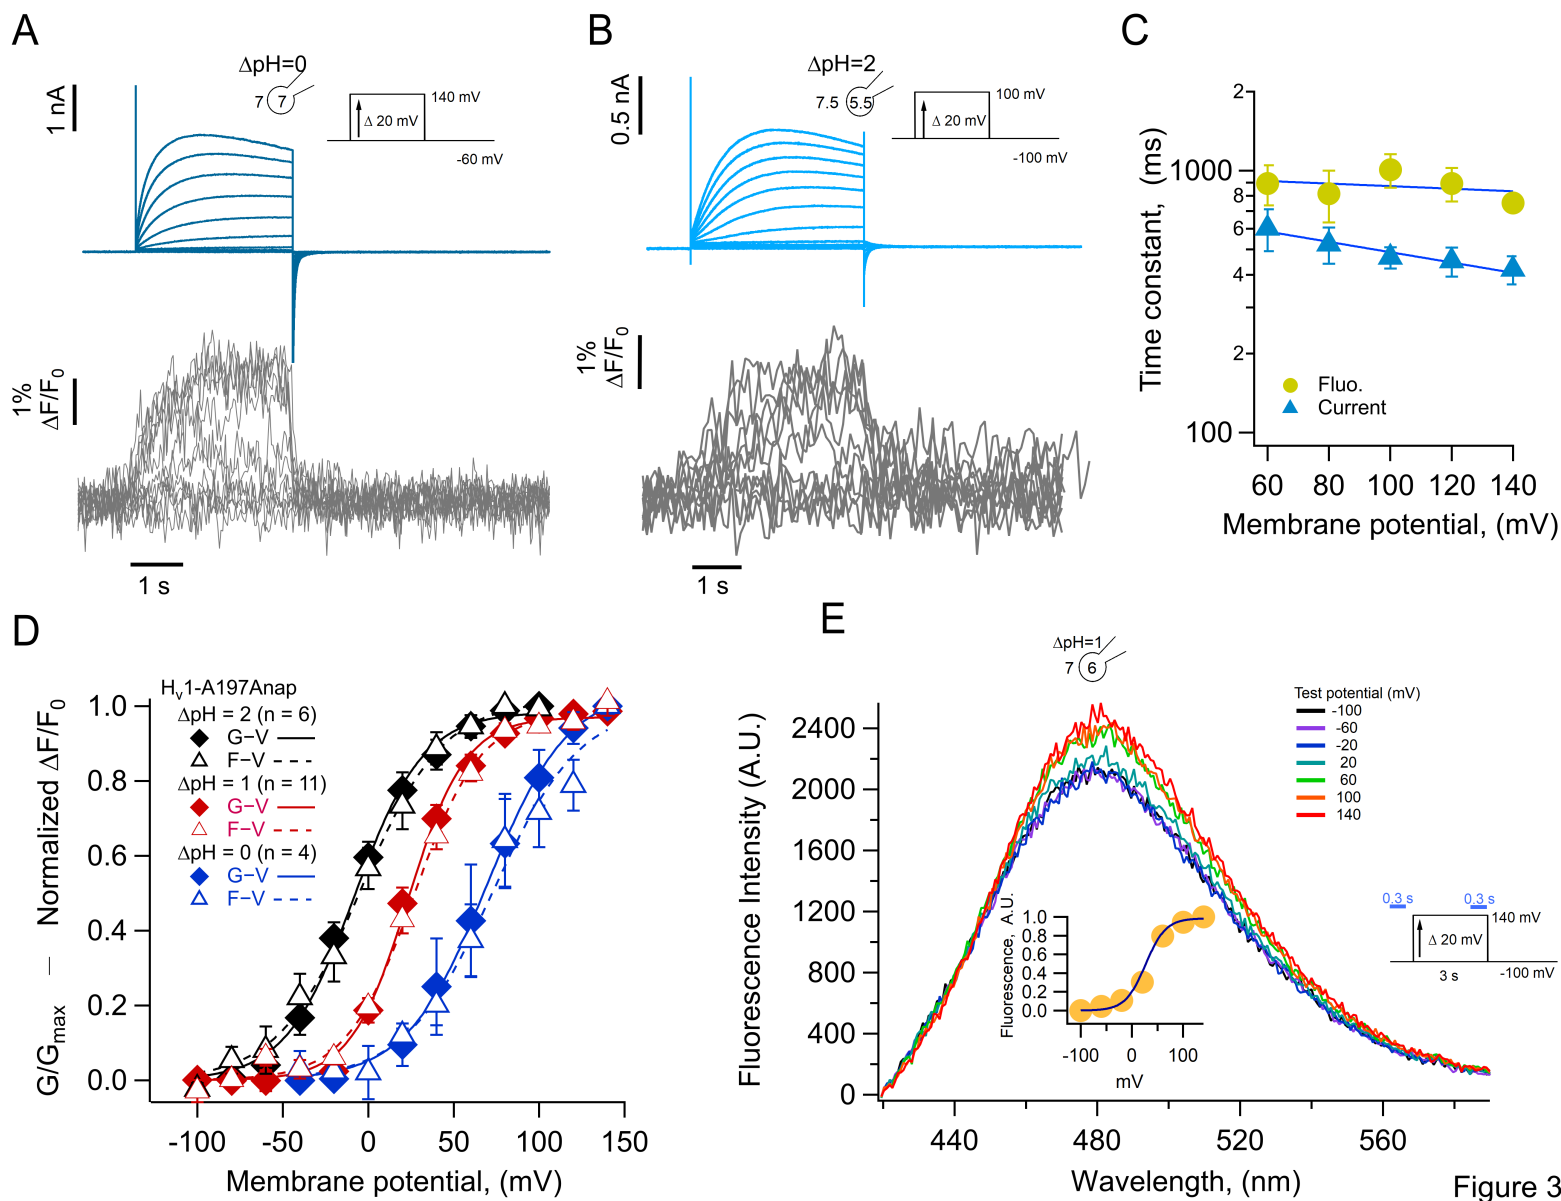 A
ΔpH=0
7 7
140 mV
Δ 20 mV
-60 mV
1 nA
1%
ΔF/F0
1 s
B
ΔpH=2
7.5 5.5
100 mV
Δ 20 mV
-100 mV
0.5 nA
1%
ΔF/F0
1 s
C
Time constant, (ms)
2
1000
8
6
4
2
100
Fluo.
Current
60 80 100 120 140
Membrane potential, (mV)
D
G/Gmax — Normalized ΔF/F0
1.0
0.8
0.6
0.4
0.2
0.0
Hv1-A197Anap
ΔpH = 2 (n = 6)
G−V
F−V
ΔpH = 1 (n = 11)
G−V
F−V
ΔpH = 0 (n = 4)
G−V
F−V
-100 -50 0 50 100 150
Membrane potential, (mV)
E
ΔpH=1
7 6
Fluorescence Intensity (A.U.)
2400
2000
1600
1200
800
400
0
Test potential (mV)
-100
-60
-20
20
60
100
140
Fluorescence, A.U.
1.0
0.8
0.6
0.4
0.2
0.0
-100 0 100
mV
0.3 s 0.3 s
140 mV
Δ 20 mV
3 s
-100 mV
440 480 520 560
Wavelength, (nm)
Figure 3